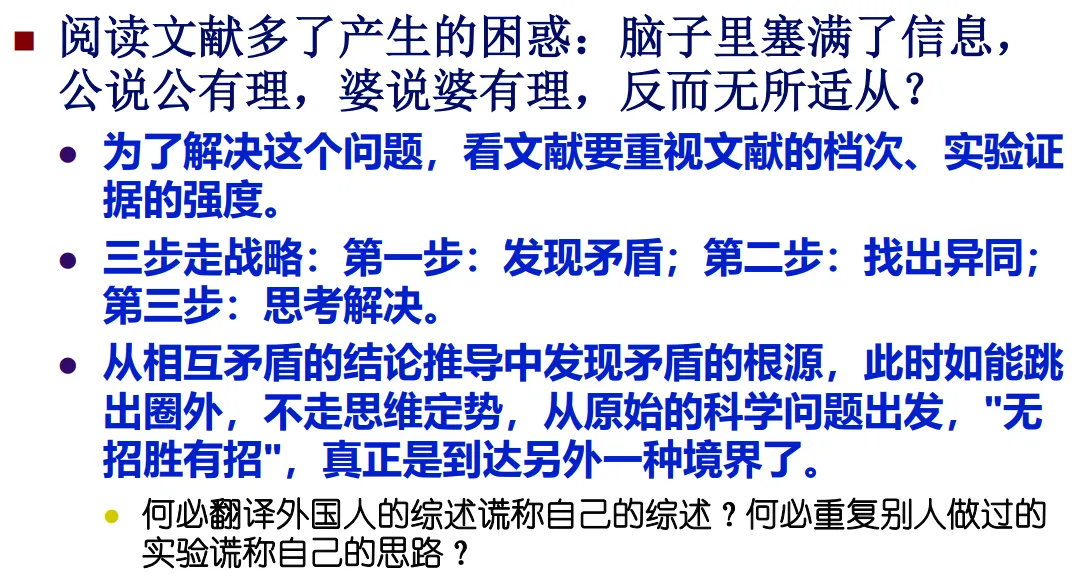 阅读文献多了产生的困惑：脑子里塞满了信息，
公说公有理，婆说婆有理，反而无所适从？
为了解决这个问题，看文献要重视文献的档次、实验证
据的强度。
三步走战略：第一步：发现矛盾；第二步：找出异同；
第三步：思考解决。
从相互矛盾的结论推导中发现矛盾的根源，此时如能跳
出圈外，不走思维定势，从原始的科学问题出发，"无
招胜有招"，真正是到达另外一种境界了。
何必翻译外国人的综述谎称自己的综述？何必重复别人做过的
实验谎称自己的思路？